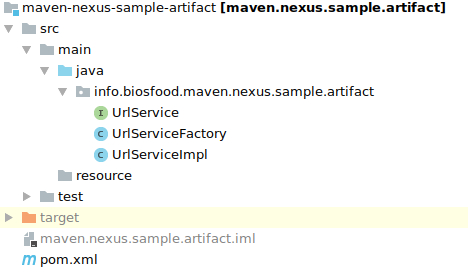 maven-nexus-sample-artifact [maven.nexus.sample.artifact]
src
main
java
info.biosfood.maven.nexus.sample.artifact
I UrlService
C UrlServiceFactory
C UrlServiceImpl
resource
test
target
maven.nexus.sample.artifact.iml
m pom.xml